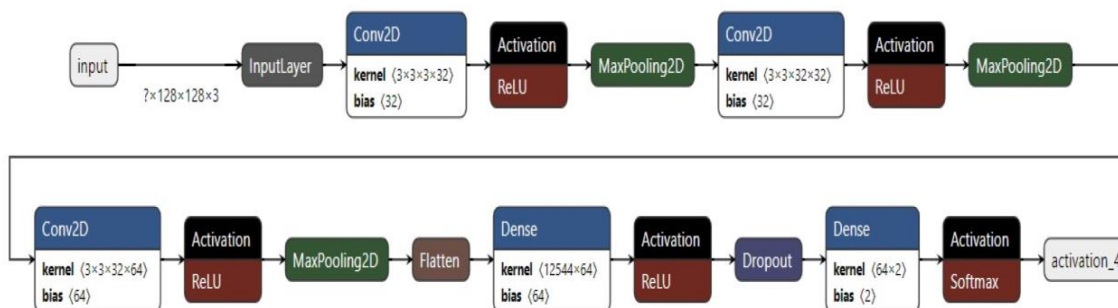 input
?×128×128×3
InputLayer
Conv2D
kernel ⟨3×3×3×32⟩
bias ⟨32⟩
Activation
ReLU
MaxPooling2D
Conv2D
kernel ⟨3×3×32×32⟩
bias ⟨32⟩
Activation
ReLU
MaxPooling2D
Conv2D
kernel ⟨3×3×32×64⟩
bias ⟨64⟩
Activation
ReLU
MaxPooling2D
Flatten
Dense
kernel ⟨12544×64⟩
bias ⟨64⟩
Activation
ReLU
Dropout
Dense
kernel ⟨64×2⟩
bias ⟨2⟩
Activation
Softmax
activation_4